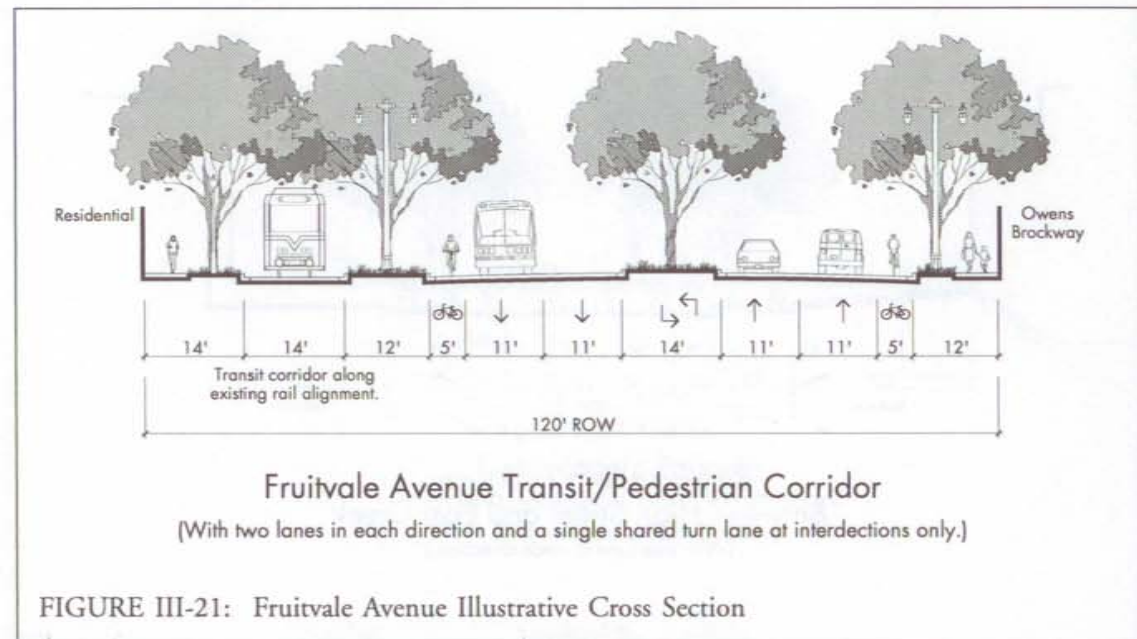 Residential
Owens
Brockway
14' 14' 12' 5' 11' 11' 14' 11' 11' 5' 12'
Transit corridor along
existing rail alignment.
120' ROW
Fruitvale Avenue Transit/Pedestrian Corridor
(With two lanes in each direction and a single shared turn lane at interdections only.)
FIGURE III-21: Fruitvale Avenue Illustrative Cross Section